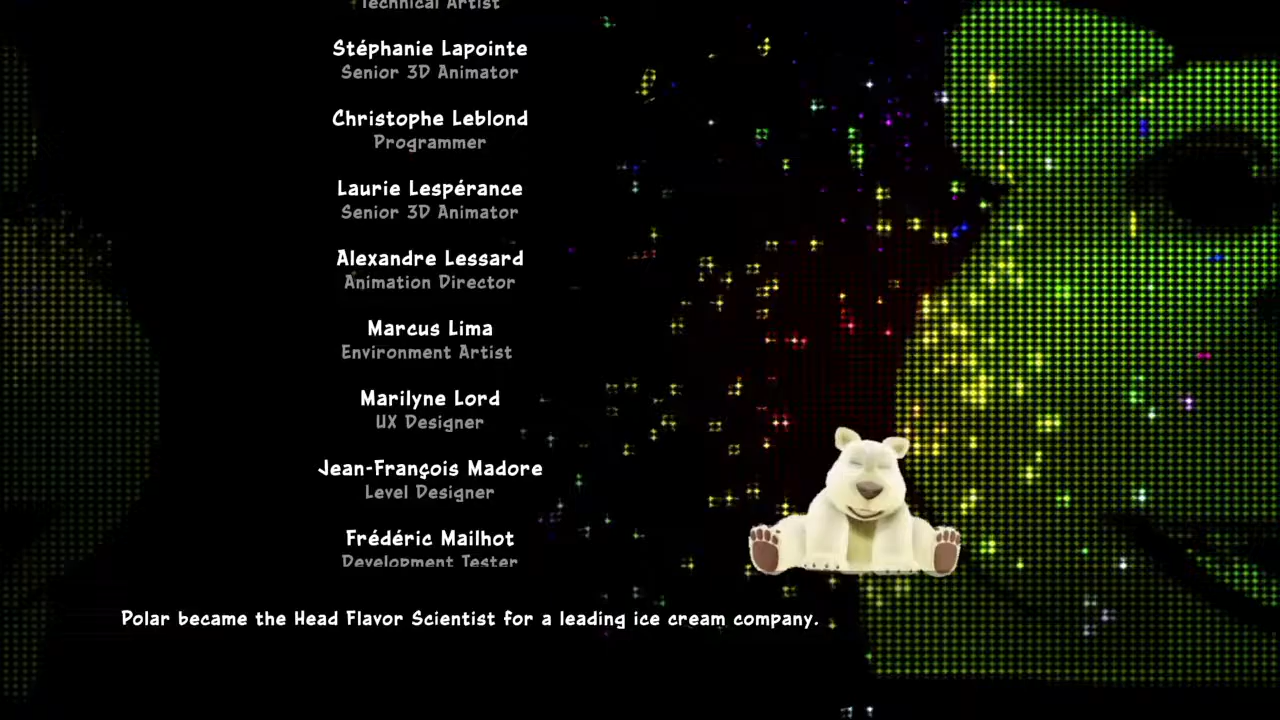 Technical Artist
Stéphanie Lapointe
Senior 3D Animator
Christophe Leblond
Programmer
Laurie Lespérance
Senior 3D Animator
Alexandre Lessard
Animation Director
Marcus Lima
Environment Artist
Marilyne Lord
UX Designer
Jean-François Madore
Level Designer
Frédéric Mailhot
Development Tester
Polar became the Head Flavor Scientist for a leading ice cream company.